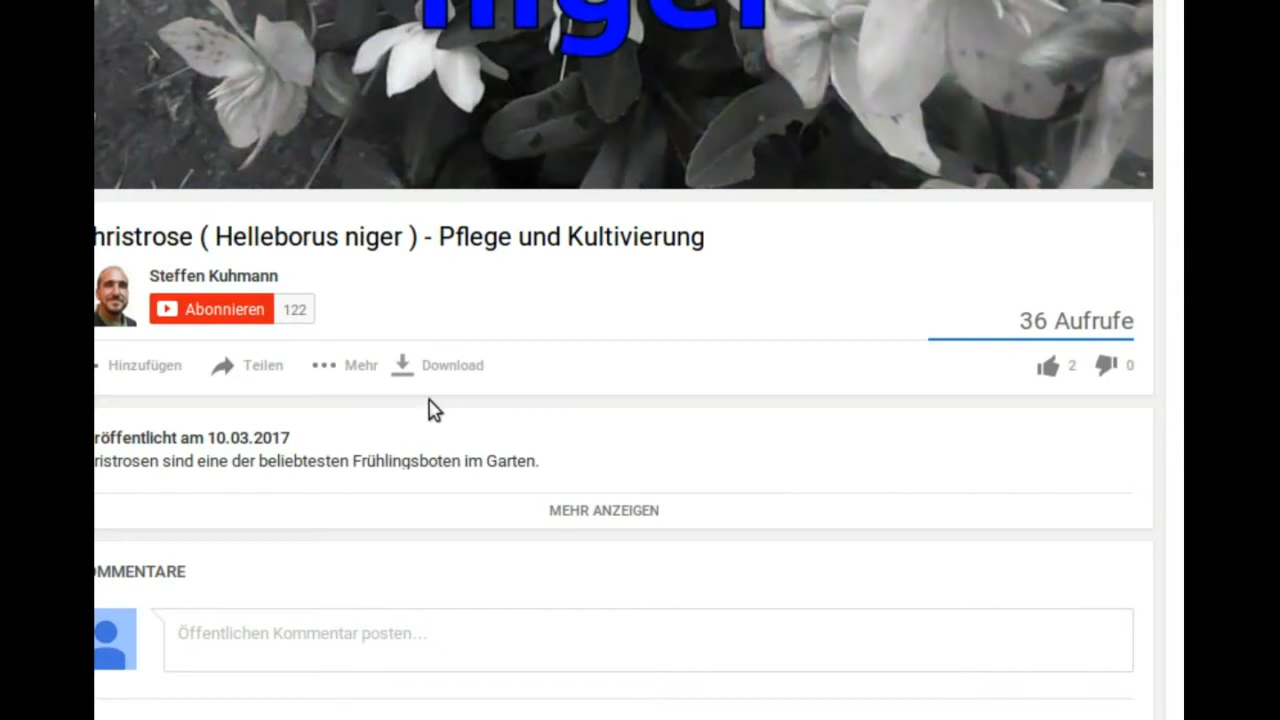 niger
hristrose ( Helleborus niger ) - Pflege und Kultivierung
Steffen Kuhmann
Abonnieren 122
36 Aufrufe
Hinzufügen Teilen ••• Mehr Download 2 0
röffentlicht am 10.03.2017
ristrosen sind eine der beliebtesten Frühlingsboten im Garten.
MEHR ANZEIGEN
OMMENTARE
Öffentlichen Kommentar posten...